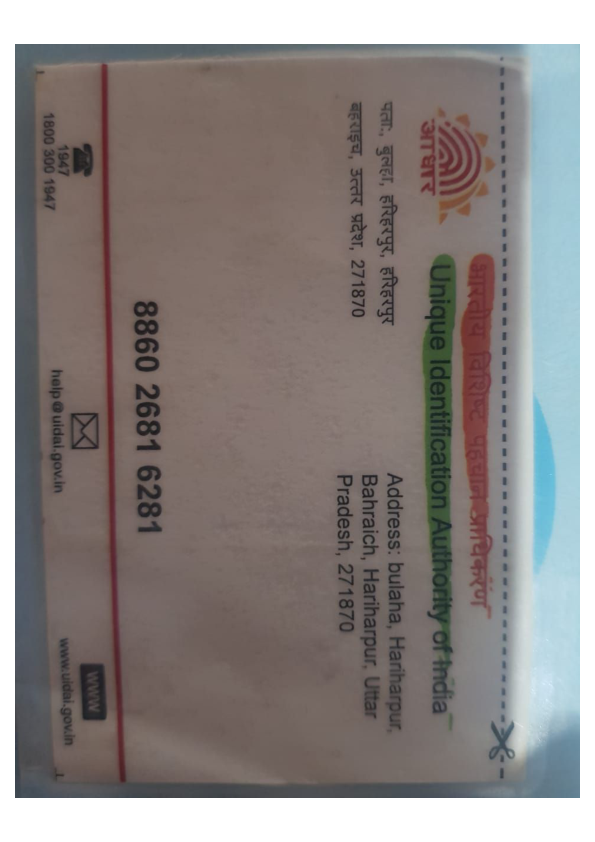 भारतीय विशिष्ट पहचान प्राधिकरण
Unique Identification Authority of India
आधार
पता:, बुलहा, हरिहरपुर, हरिहरपुर
बहराइच, उत्तर प्रदेश, 271870
Address: bulaha, Hariharpur,
Bahraich, Hariharpur, Uttar
Pradesh, 271870
8860 2681 6281
1947
1800 300 1947
help@uidai.gov.in
WWW
www.uidai.gov.in